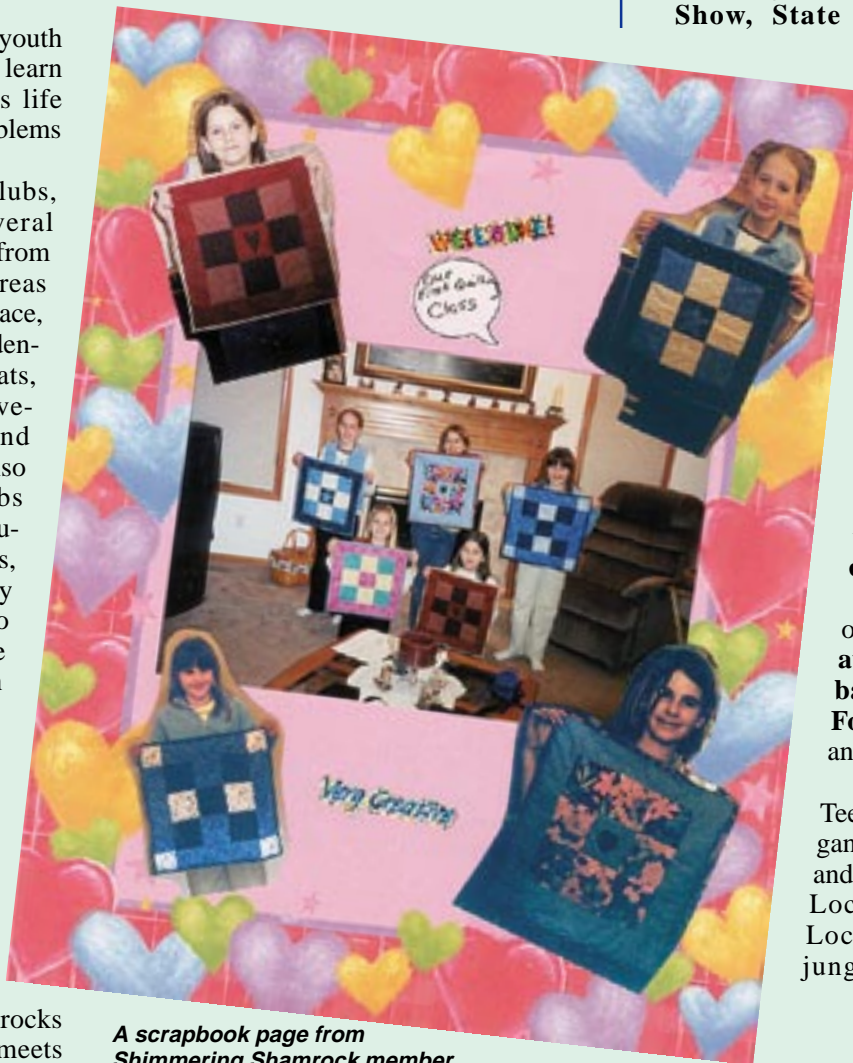 youth
learn
s life
blems
lubs,
veral
from
reas
ace,
den-
ats,
ve-
nd
so
bs
u-
s,
y
o
e
rocks
meets
WELCOME!
Our
First Quilting
Class
Very Creative
A scrapbook page from
Shimmering Shamrock member
Show, State
o
a
ba
Fo
an
Tee
gan
and
Loc
Loc
jung